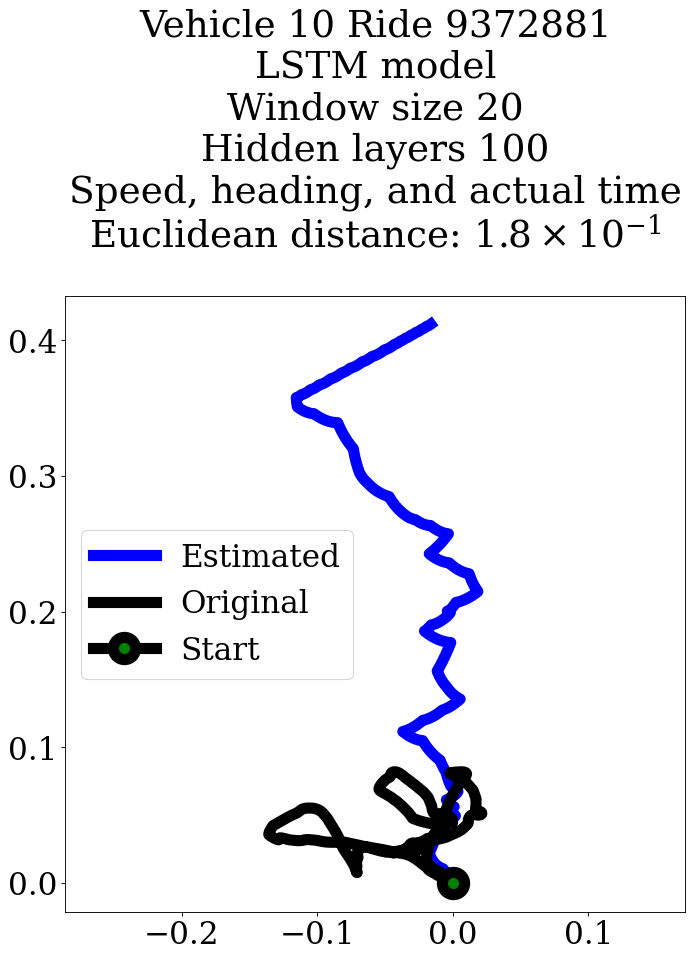 Vehicle 10 Ride 9372881
LSTM model
Window size 20
Hidden layers 100
Speed, heading, and actual time
Euclidean distance: 1.8 × 10⁻¹
0.4
0.3
Estimated
Original
0.2
Start
0.1
0.0
−0.2
−0.1
0.0
0.1